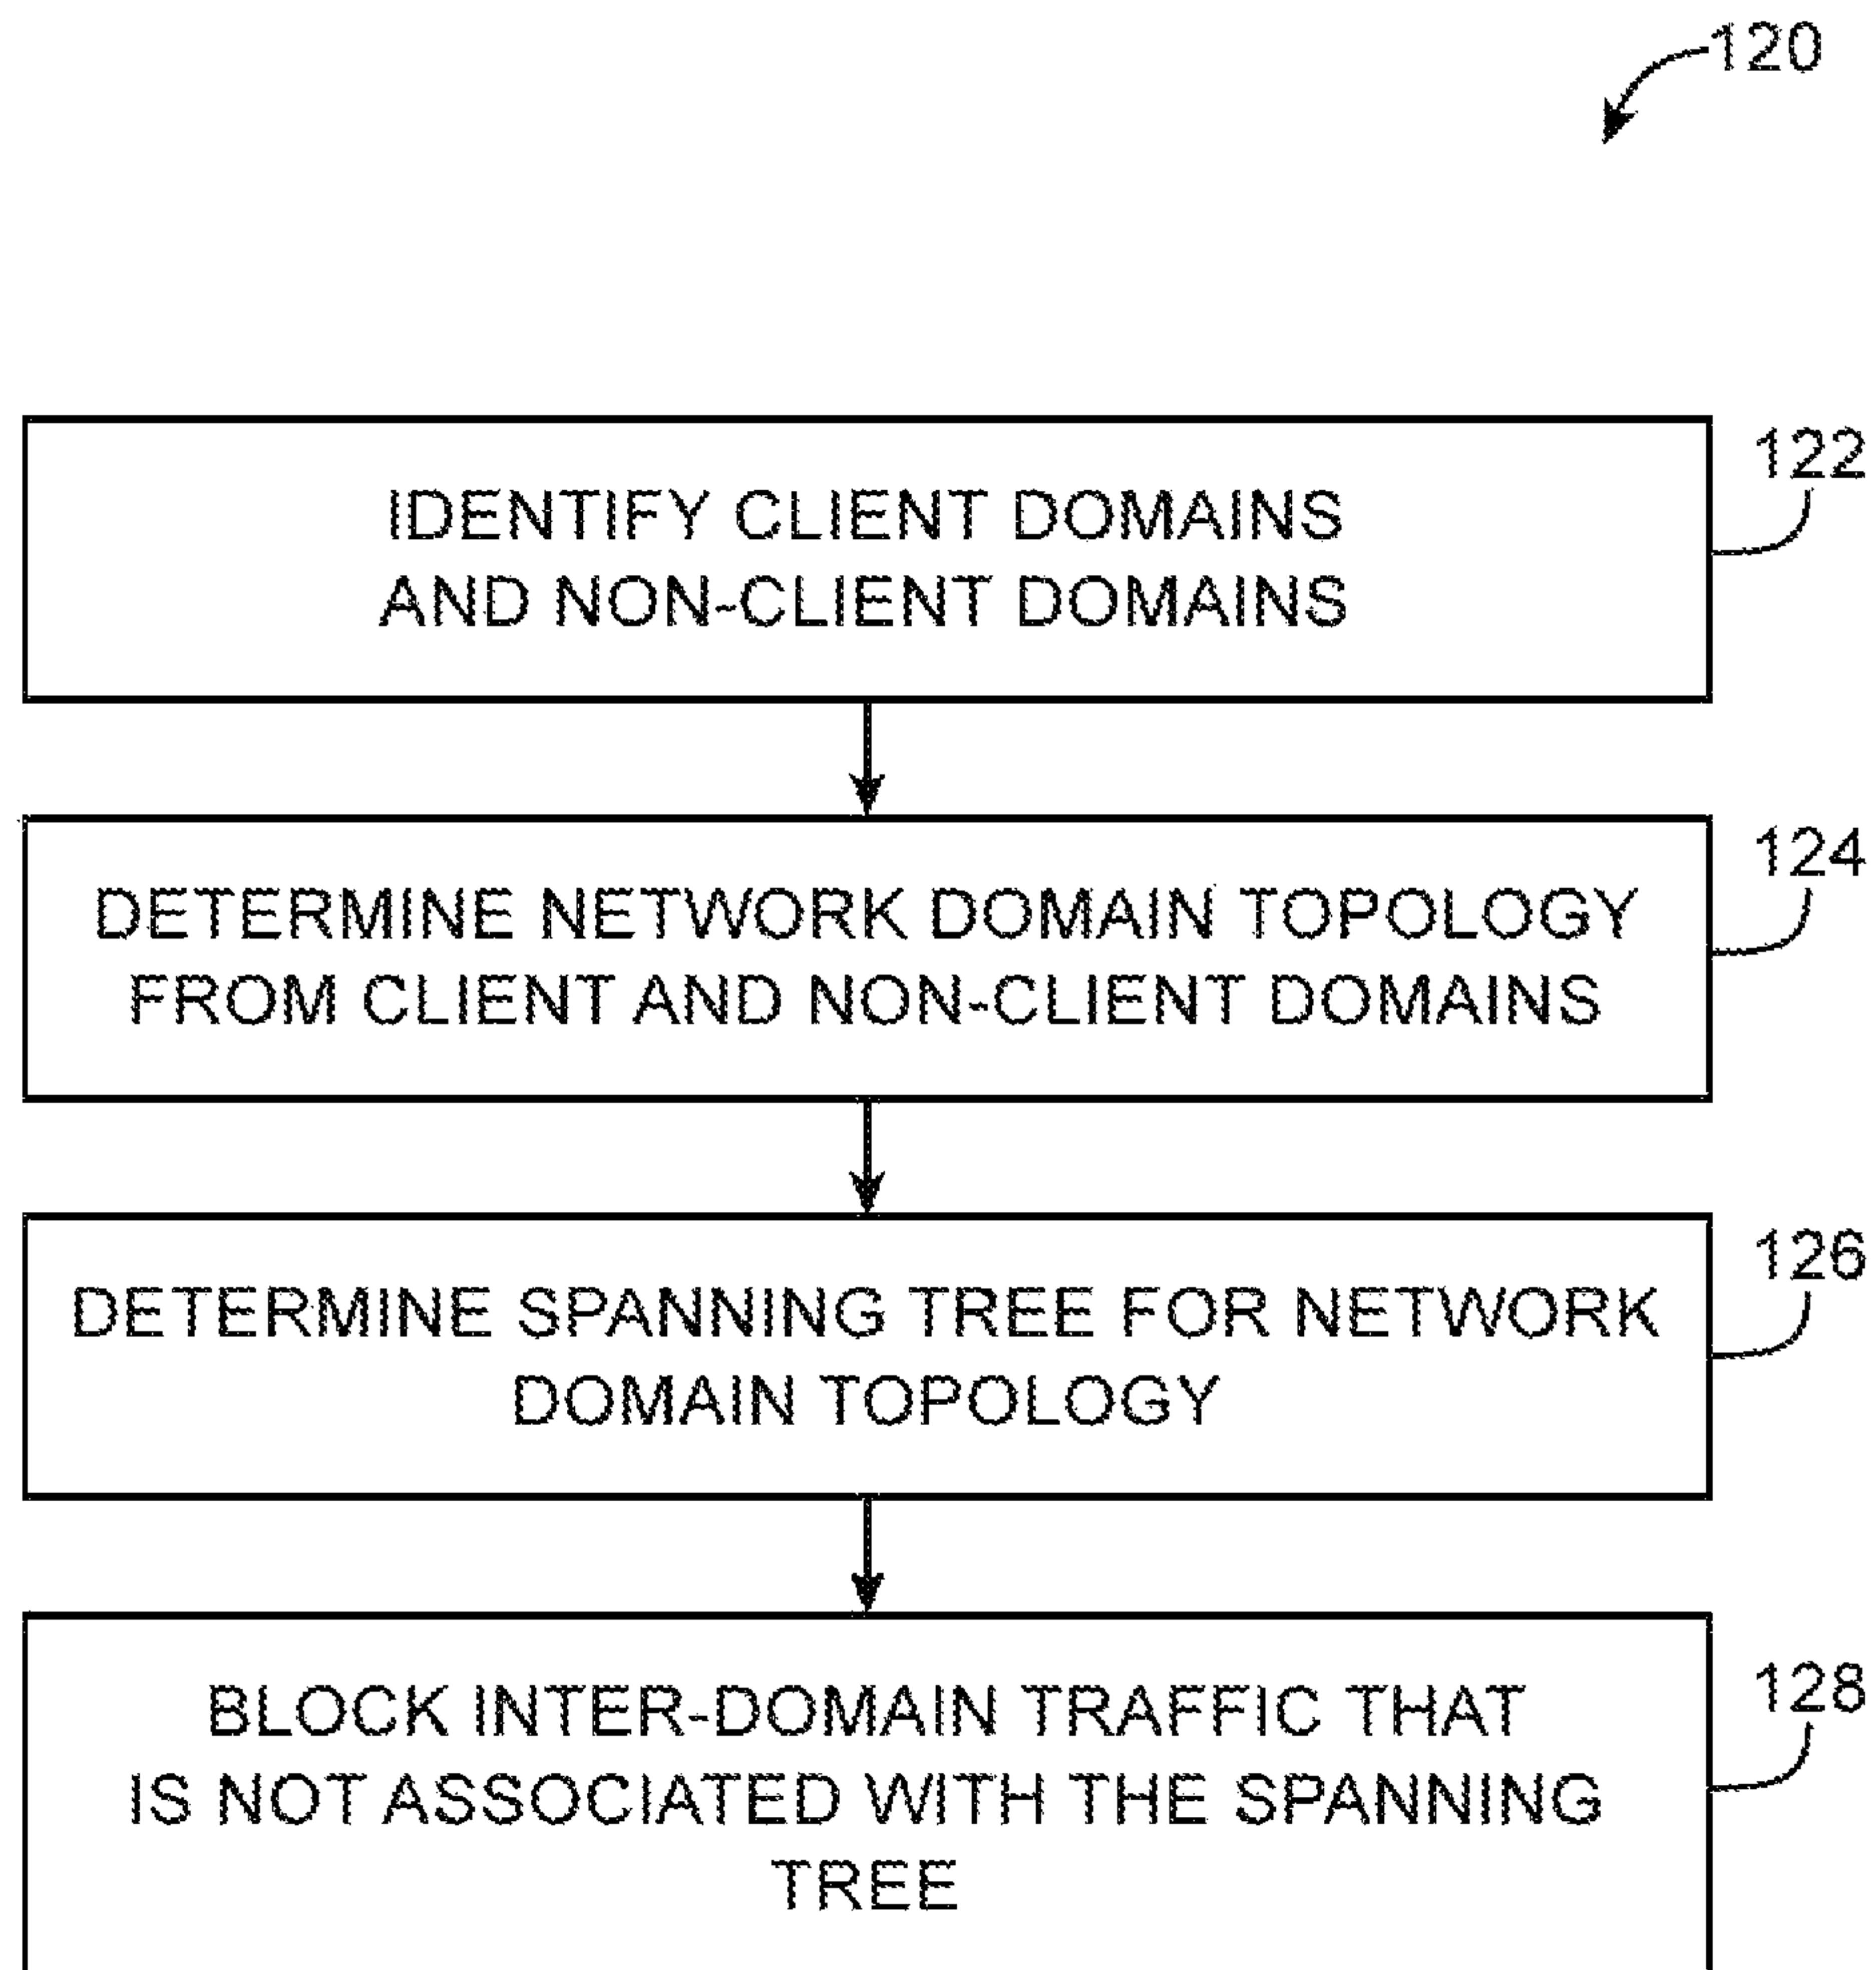 120
122
IDENTIFY CLIENT DOMAINS
AND NON-CLIENT DOMAINS
124
DETERMINE NETWORK DOMAIN TOPOLOGY
FROM CLIENT AND NON-CLIENT DOMAINS
126
DETERMINE SPANNING TREE FOR NETWORK
DOMAIN TOPOLOGY
128
BLOCK INTER-DOMAIN TRAFFIC THAT
IS NOT ASSOCIATED WITH THE SPANNING
TREE